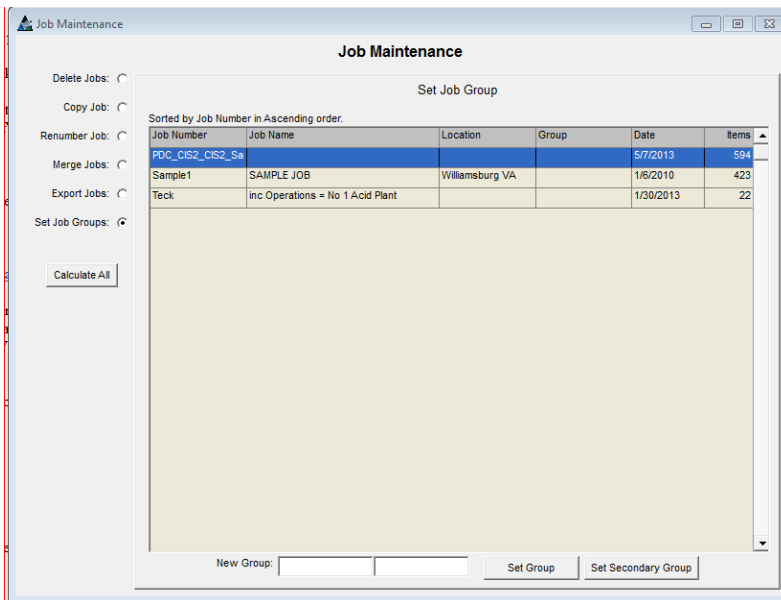 Job Maintenance
Job Maintenance
Delete Jobs:
Copy Job:
Renumber Job:
Merge Jobs:
Export Jobs:
Set Job Groups:
Calculate All
Set Job Group
Sorted by Job Number in Ascending order.
Job Number Job Name Location Group Date Items
PDC_CIS2_CIS2_Sa 5/7/2013 594
Sample1 SAMPLE JOB Williamsburg VA 1/6/2010 423
Teck inc Operations = No 1 Acid Plant 1/30/2013 22
New Group: Set Group Set Secondary Group